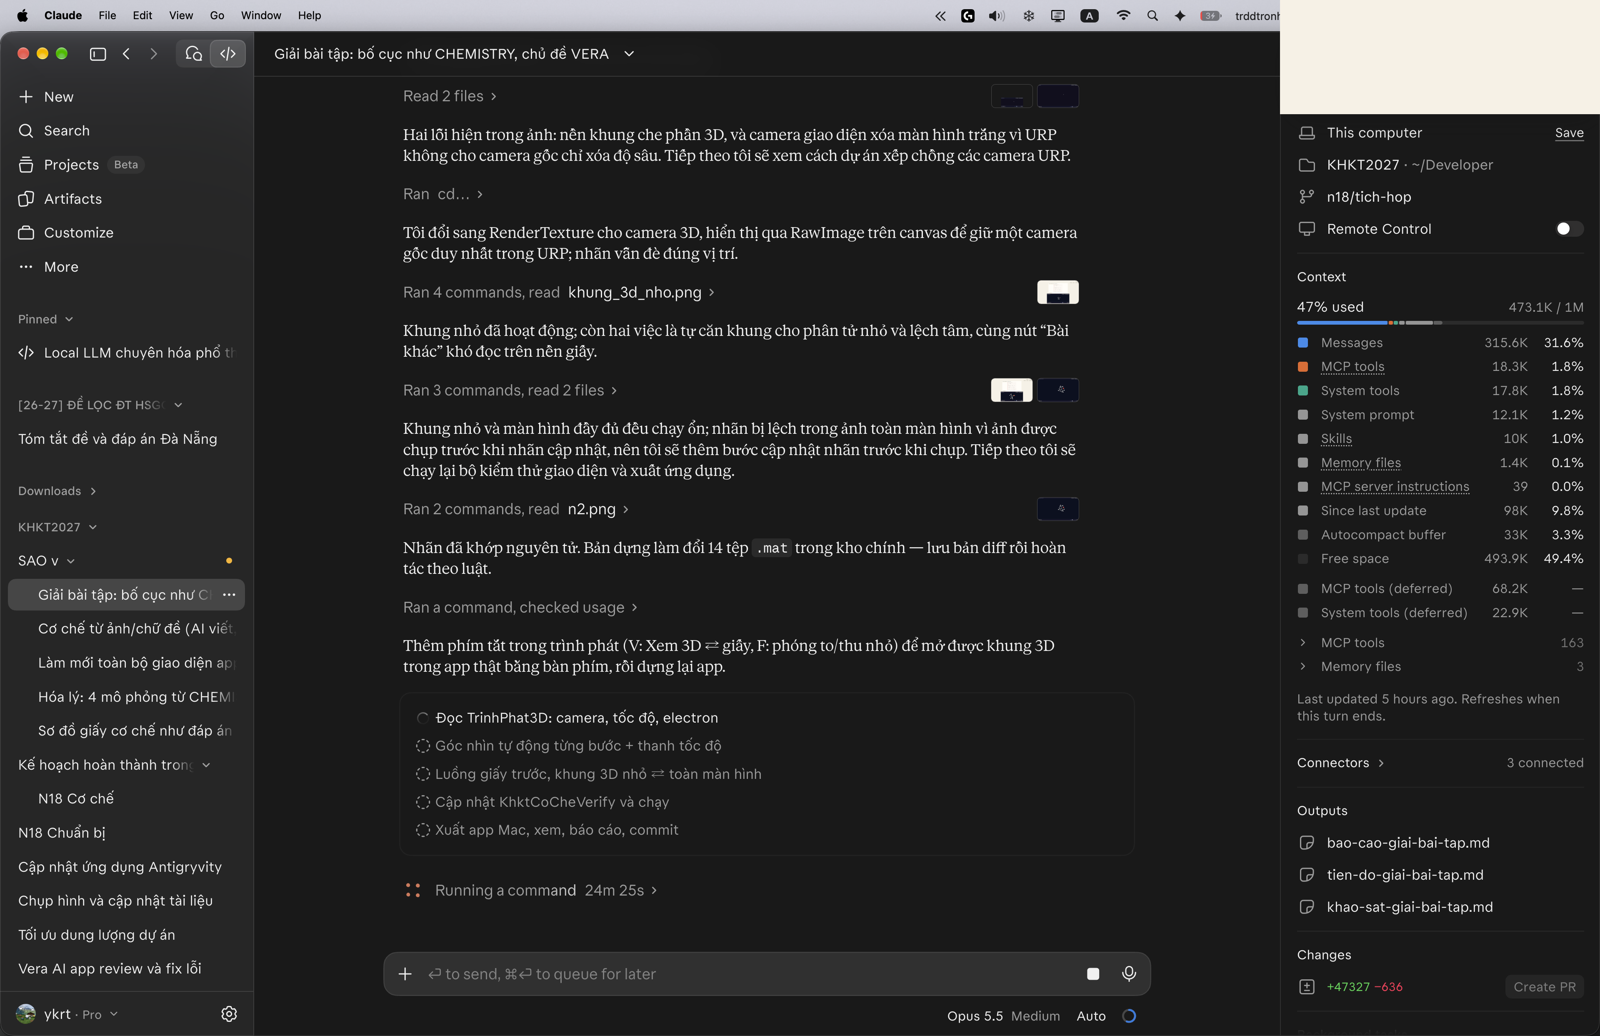 Claude File Edit View Go Window Help
A
trddtronh
Giải bài tập: bố cục như CHEMISTRY, chủ đề VERA
New
Search
Projects Beta
Artifacts
Customize
More
Pinned
Local LLM chuyên hóa phổ
[26-27] ĐỀ LỌC ĐT HSG
Tóm tắt đề và đáp án Đà Nẵng
Downloads
KHKT2027
SAO v
Giải bài tập: bố cục như
Cơ chế từ ảnh/chữ đề (AI viết,
Làm mới toàn bộ giao diện
Hóa lý: 4 mô phỏng từ
Sơ đồ giấy cơ chế như đáp án
Kế hoạch hoàn thành
N18 Cơ chế
N18 Chuẩn bị
Cập nhật ứng dụng Antigryvity
Chụp hình và cập nhật tài liệu
Tối ưu dung lượng dự án
Vera AI app review và fix lỗi
ykrt · Pro
Read 2 files
Hai lỗi hiện trong ảnh: nền khung che phần 3D, và camera giao diện xóa màn hình trắng vì URP
không cho camera gốc chỉ xóa độ sâu. Tiếp theo tôi sẽ xem cách dự án xếp chồng các camera URP.
Ran cd...
Tôi đổi sang RenderTexture cho camera 3D, hiển thị qua RawImage trên canvas để giữ một camera
gốc duy nhất trong URP; nhãn vẫn đè đúng vị trí.
Ran 4 commands, read khung_3d_nho.png
Khung nhỏ đã hoạt động; còn hai việc là tự căn khung cho phân tử nhỏ và lệch tâm, cùng nút “Bài
khác” khó đọc trên nền giấy.
Ran 3 commands, read 2 files
Khung nhỏ và màn hình đầy đủ đều chạy ổn; nhãn bị lệch trong ảnh toàn màn hình vì ảnh được
chụp trước khi nhãn cập nhật, nên tôi sẽ thêm bước cập nhật nhãn trước khi chụp. Tiếp theo tôi sẽ
chạy lại bộ kiểm thử giao diện và xuất ứng dụng.
Ran 2 commands, read n2.png
Nhãn đã khớp nguyên tử. Bản dựng làm đổi 14 tệp .mat trong kho chính — lưu bản diff rồi hoàn
tác theo luật.
Ran a command, checked usage
Thêm phím tắt trong trình phát (V: Xem 3D ⇄ giấy, F: phóng to/thu nhỏ) để mở được khung 3D
trong app thật bằng bàn phím, rồi dựng lại app.
Đọc TrinhPhat3D: camera, tốc độ, electron
Góc nhìn tự động từng bước + thanh tốc độ
Luồng giấy trước, khung 3D nhỏ ⇄ toàn màn hình
Cập nhật KhktCoCheVerify và chạy
Xuất app Mac, xem, báo cáo, commit
Running a command 24m 25s
⏎ to send, ⌘⏎ to queue for later
Opus 5.5 Medium Auto
This computer Save
KHKT2027 · ~/Developer
n18/tich-hop
Remote Control
Context
47% used 473.1K / 1M
Messages 315.6K 31.6%
MCP tools 18.3K 1.8%
System tools 17.8K 1.8%
System prompt 12.1K 1.2%
Skills 10K 1.0%
Memory files 1.4K 0.1%
MCP server instructions 39 0.0%
Since last update 98K 9.8%
Autocompact buffer 33K 3.3%
Free space 493.9K 49.4%
MCP tools (deferred) 68.2K —
System tools (deferred) 22.9K —
MCP tools 163
Memory files 3
Last updated 5 hours ago. Refreshes when
this turn ends.
Connectors 3 connected
Outputs
bao-cao-giai-bai-tap.md
tien-do-giai-bai-tap.md
khao-sat-giai-bai-tap.md
Changes
+47327 −636 Create PR